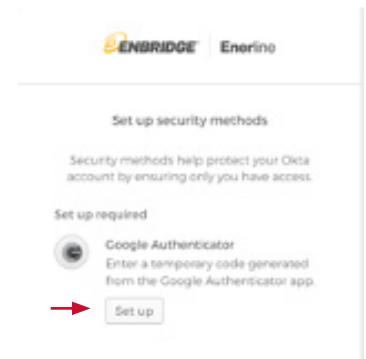 ENBRIDGE Enerline
Set up security methods
Security methods help protect your Okta
account by ensuring only you have access.
Set up required
Google Authenticator
Enter a temporary code generated
from the Google Authenticator app.
Set up